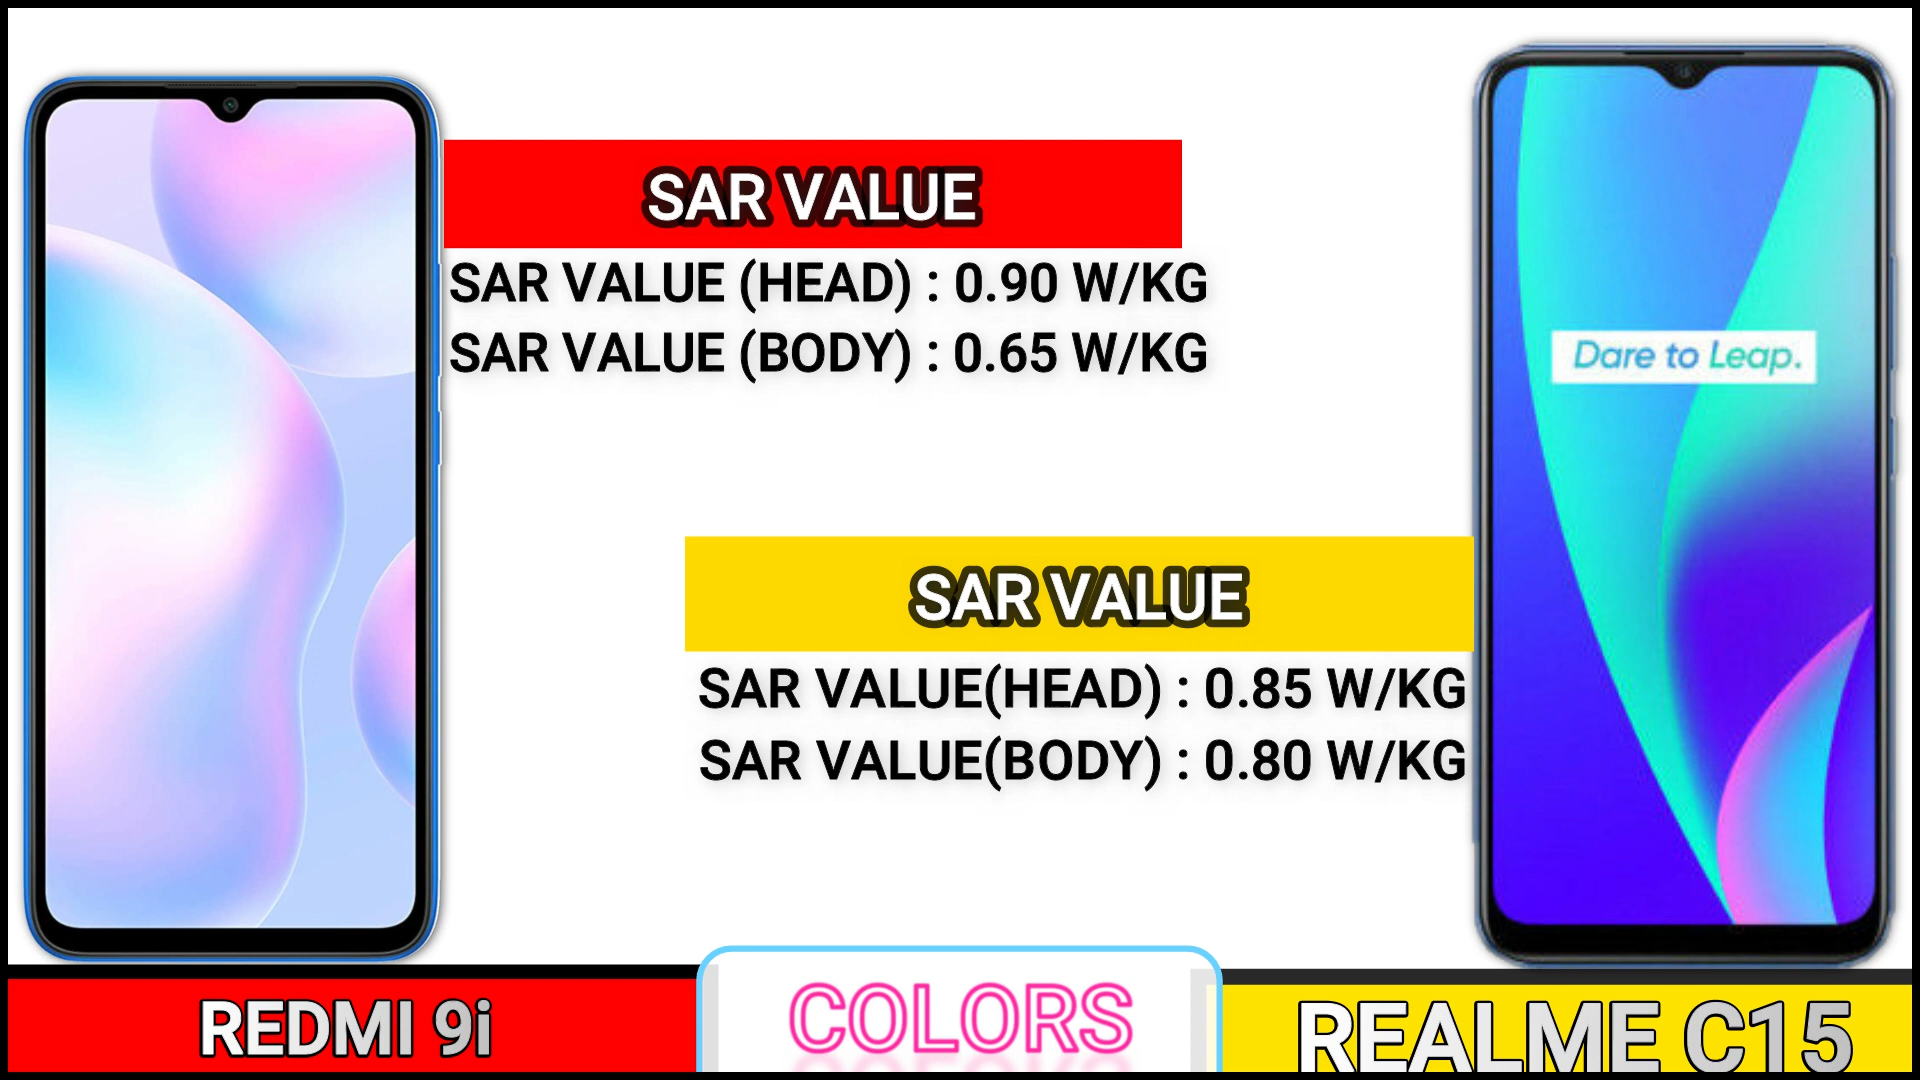 SAR VALUE
SAR VALUE (HEAD) : 0.90 W/KG
SAR VALUE (BODY) : 0.65 W/KG
Dare to Leap.
SAR VALUE
SAR VALUE(HEAD) : 0.85 W/KG
SAR VALUE(BODY) : 0.80 W/KG
REDMI 9i
COLORS
REALME C15